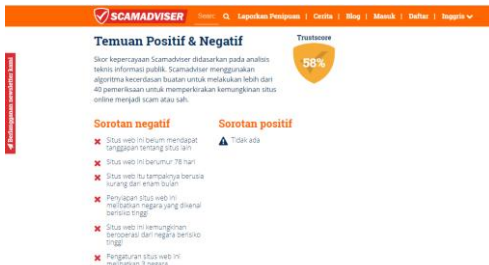 SCAMADVISER Laporkan Penipuan | Cerita | Blog | Masuk | Daftar | Inggris
Temuan Positif & Negatif
Skor kepercayaan Scamadviser didasarkan pada analisis
teknis informasi publik. Scamadviser menggunakan
algoritma kecerdasan buatan untuk melakukan lebih dari
40 pemeriksaan untuk memperkirakan kemungkinan situs
online menjadi scam atau sah.
Trustscore
58%
Berlangganan newsletter kami
Sorotan negatif
Situs web ini belum mendapat
tanggapan tentang situs lain
Situs web ini berumur 78 hari
Situs web itu tampaknya berusia
kurang dari enam bulan
Penyiapan situs web ini
melibatkan negara yang dikenal
berisiko tinggi
Situs web ini kemungkinan
beroperasi dari negara berisiko
tinggi
Pengaturan situs web ini
melibatkan 3 negara
Sorotan positif
Tidak ada